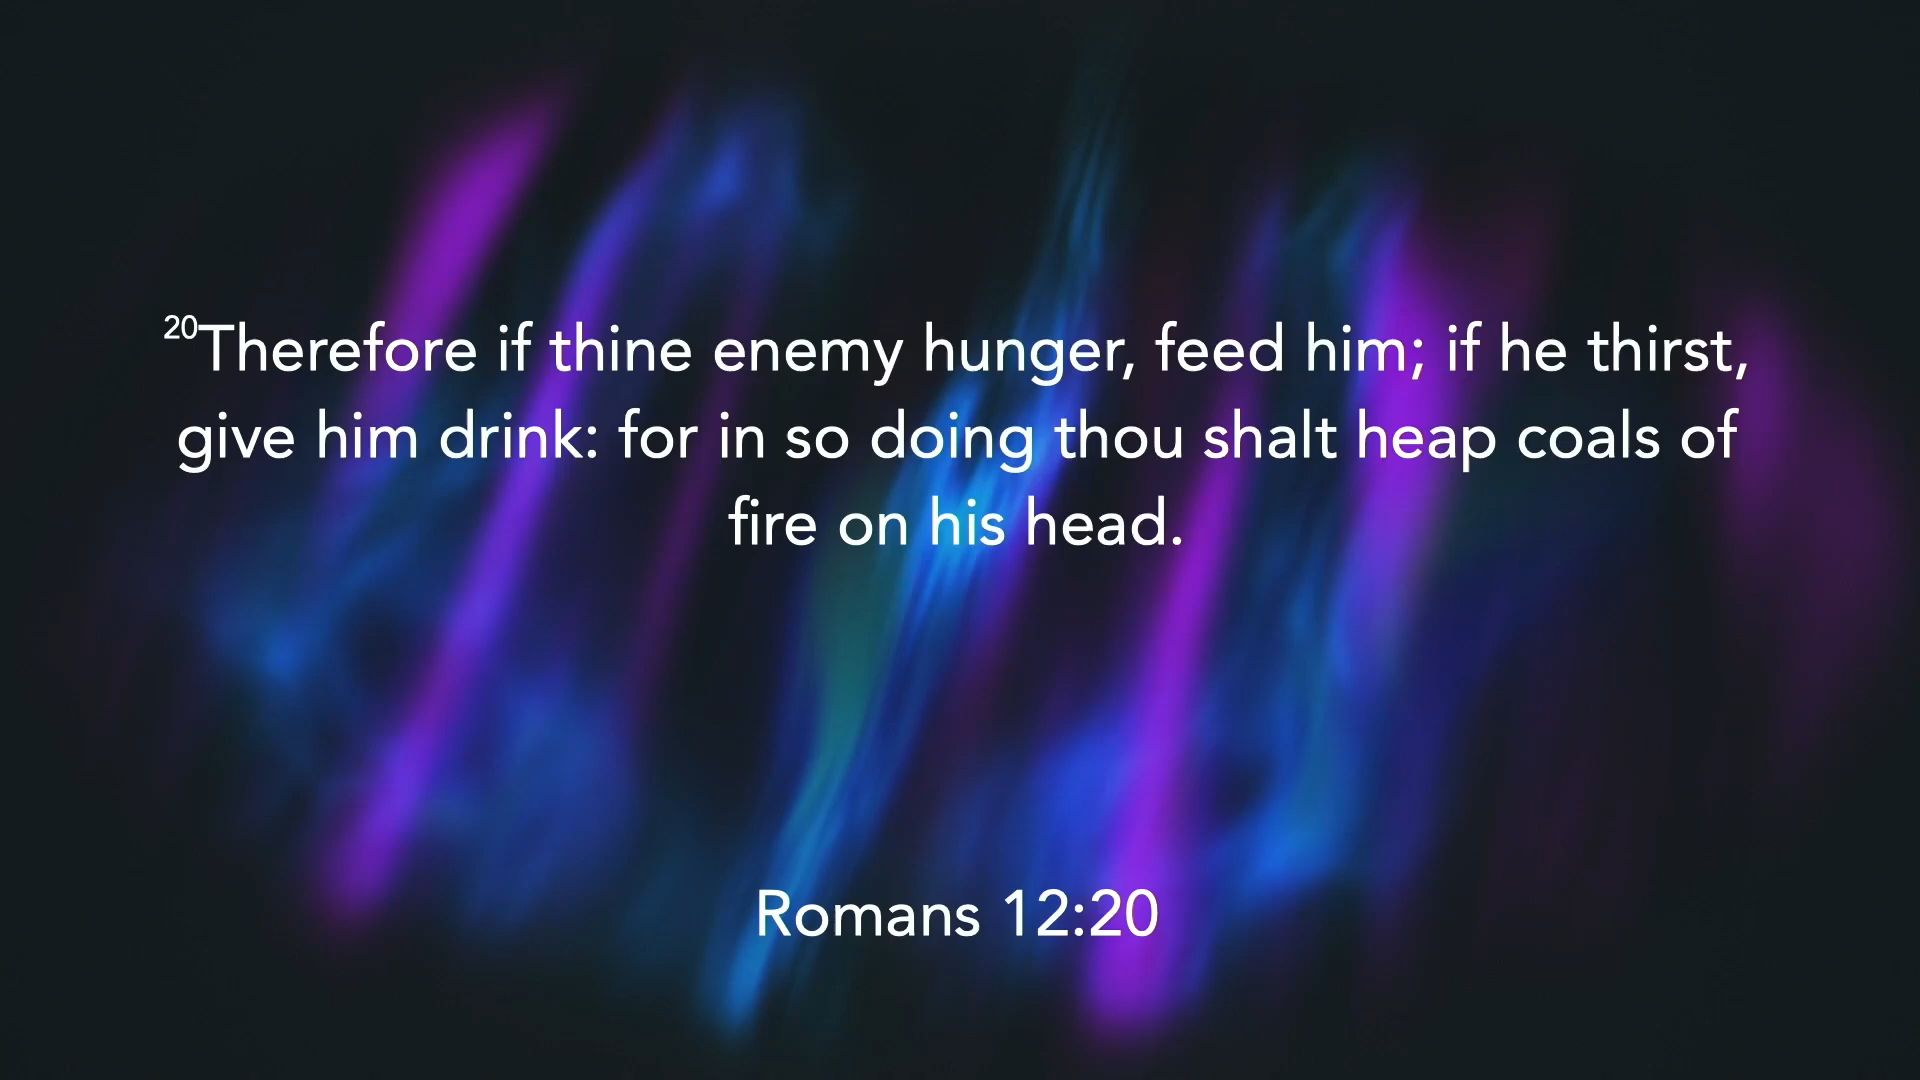 20Therefore if thine enemy hunger, feed him; if he thirst,
give him drink: for in so doing thou shalt heap coals of
fire on his head.
Romans 12:20